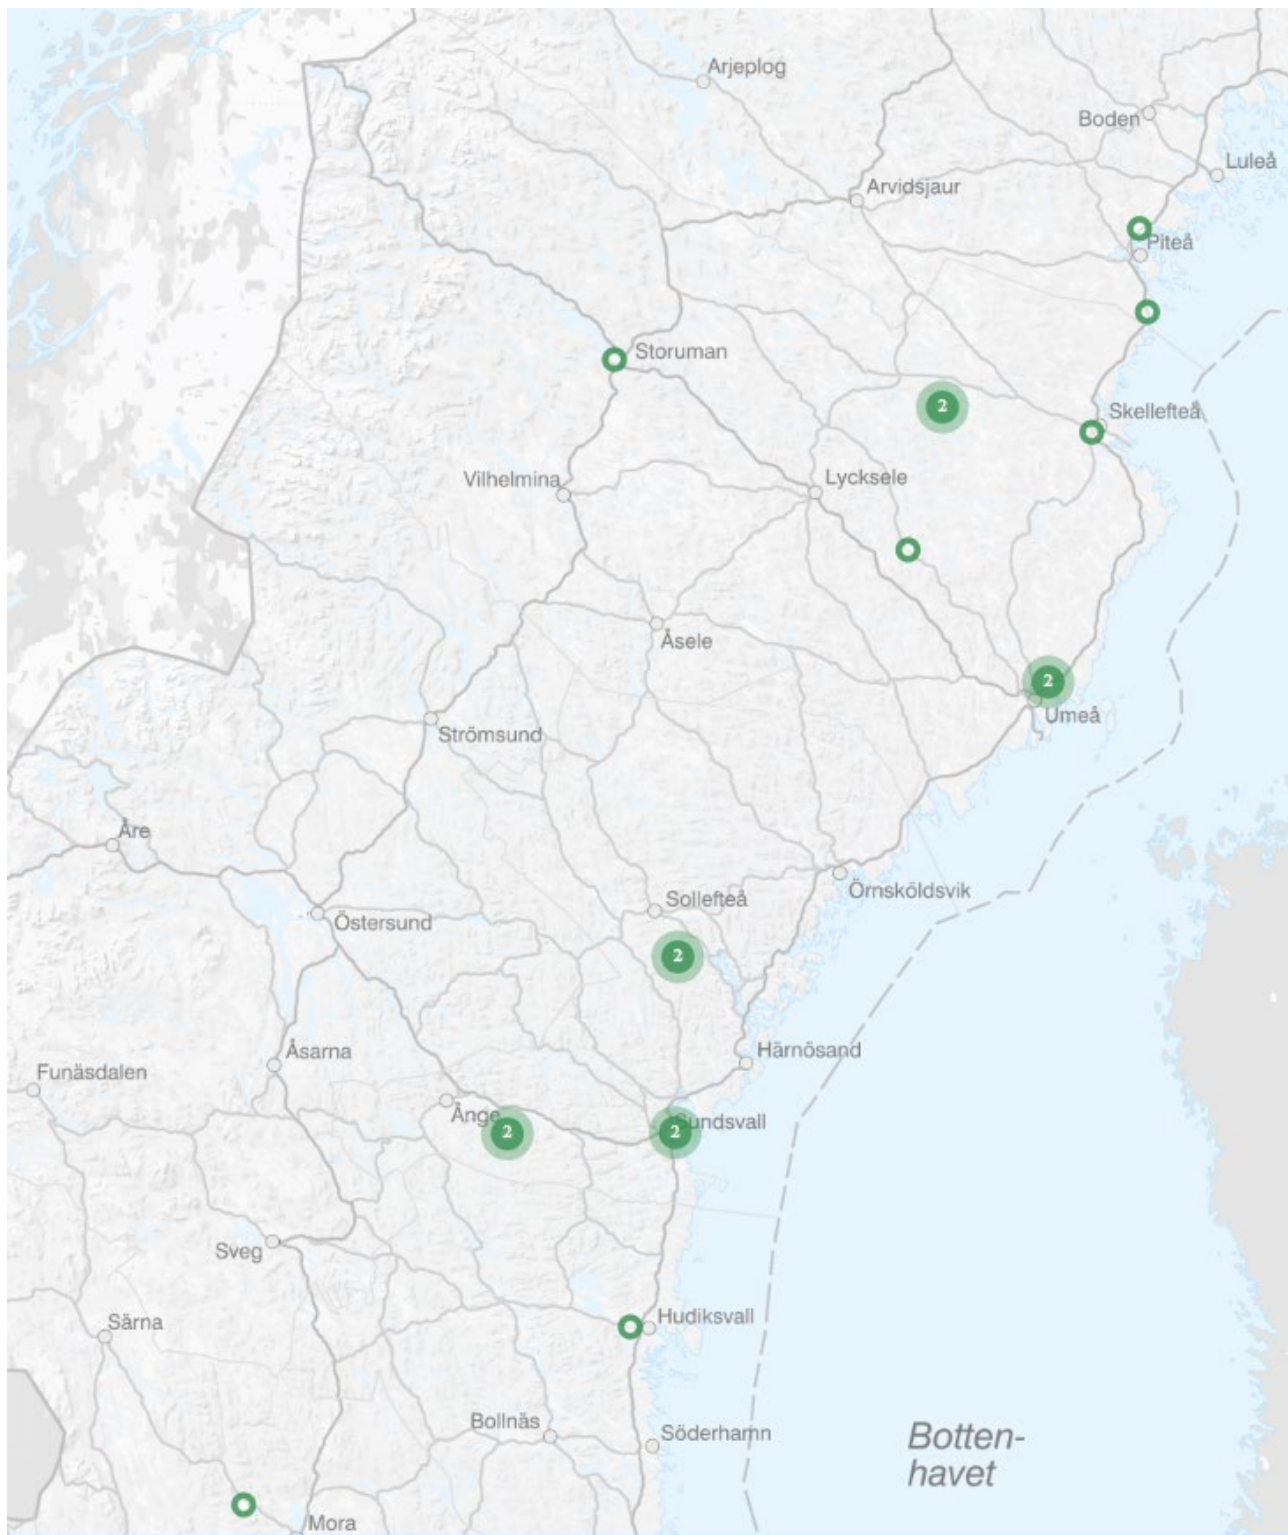 Arjeplog
Boden
Luleå
Arvidsjaur
Piteå
Storuman
2
Skellefteå
Vilhelmina
Lycksele
Åsele
2
Umeå
Strömsund
Åre
Örnsköldsvik
Sollefteå
Östersund
2
Härnösand
Åsarna
Funäsdalen
Ånge
2
Sundsvall
2
Sveg
Särna
Hudiksvall
Bollnäs
Söderhamn
Botten-
havet
Mora